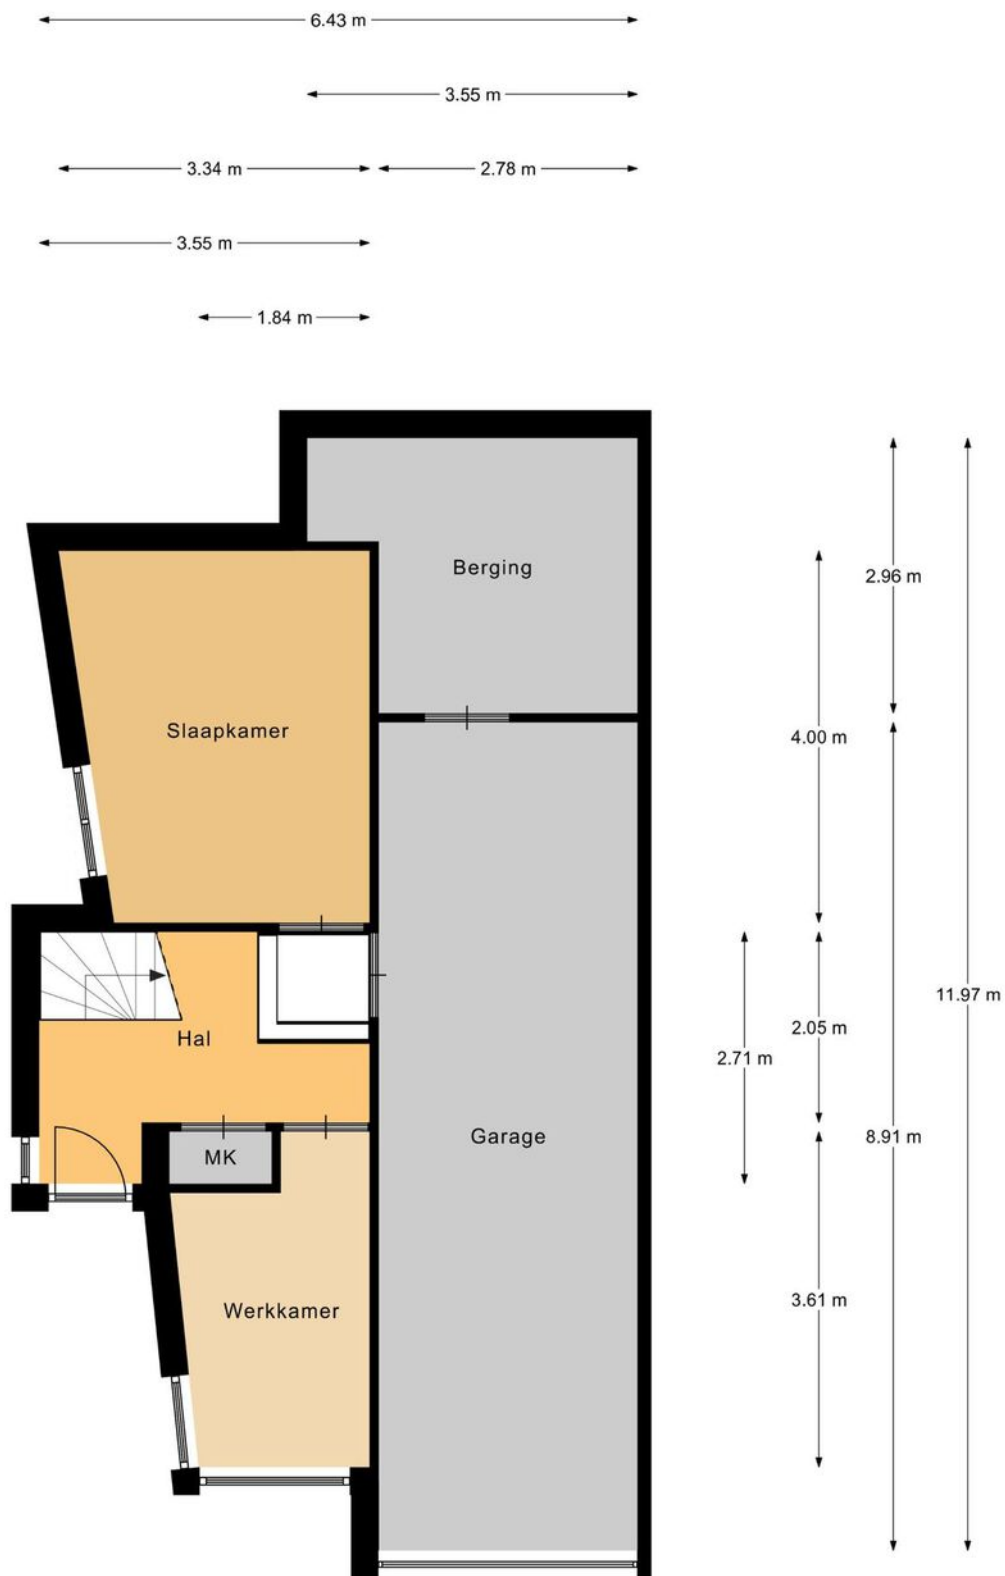 6.43 m
3.55 m
3.34 m
2.78 m
3.55 m
1.84 m
Berging
2.96 m
Slaapkamer
4.00 m
11.97 m
Hal
2.05 m
2.71 m
Garage
8.91 m
MK
3.61 m
Werkkamer